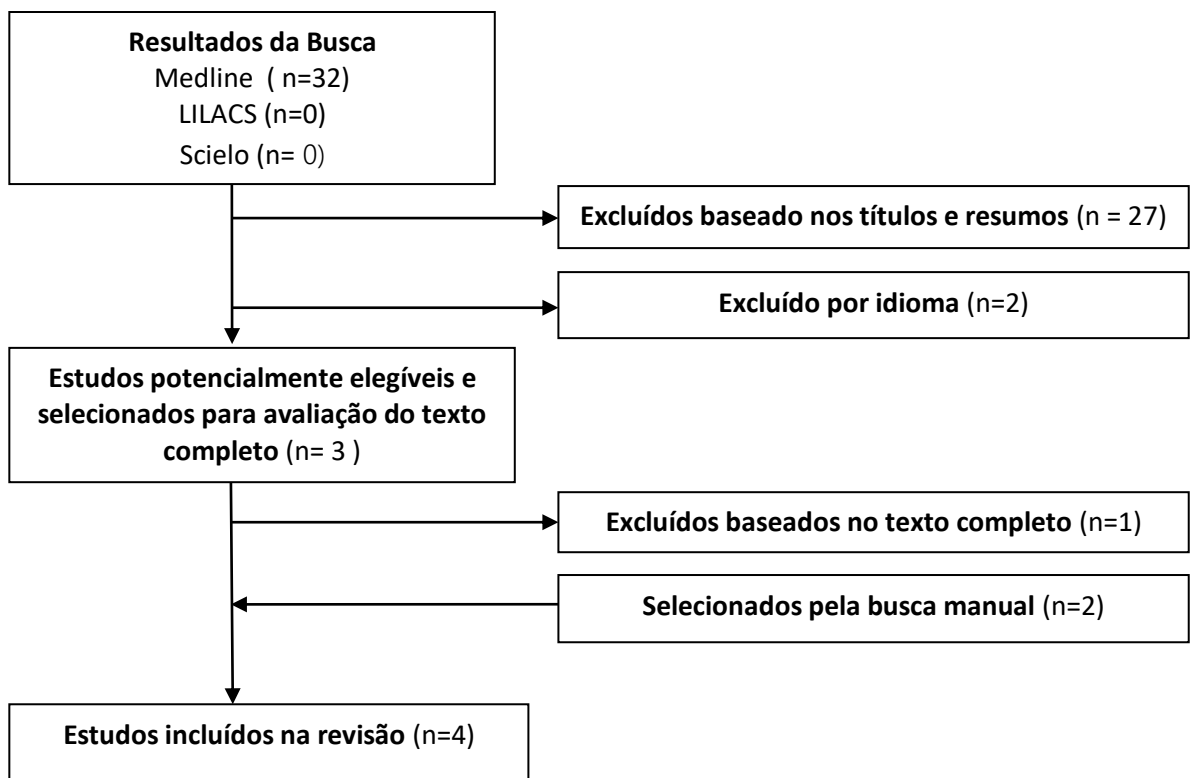 Resultados da Busca
Medline ( n=32)
LILACS (n=0)
Scielo (n= 0)
Excluídos baseado nos títulos e resumos (n = 27)
Excluído por idioma (n=2)
Estudos potencialmente elegíveis e
selecionados para avaliação do texto
completo (n= 3 )
Excluídos baseados no texto completo (n=1)
Selecionados pela busca manual (n=2)
Estudos incluídos na revisão (n=4)